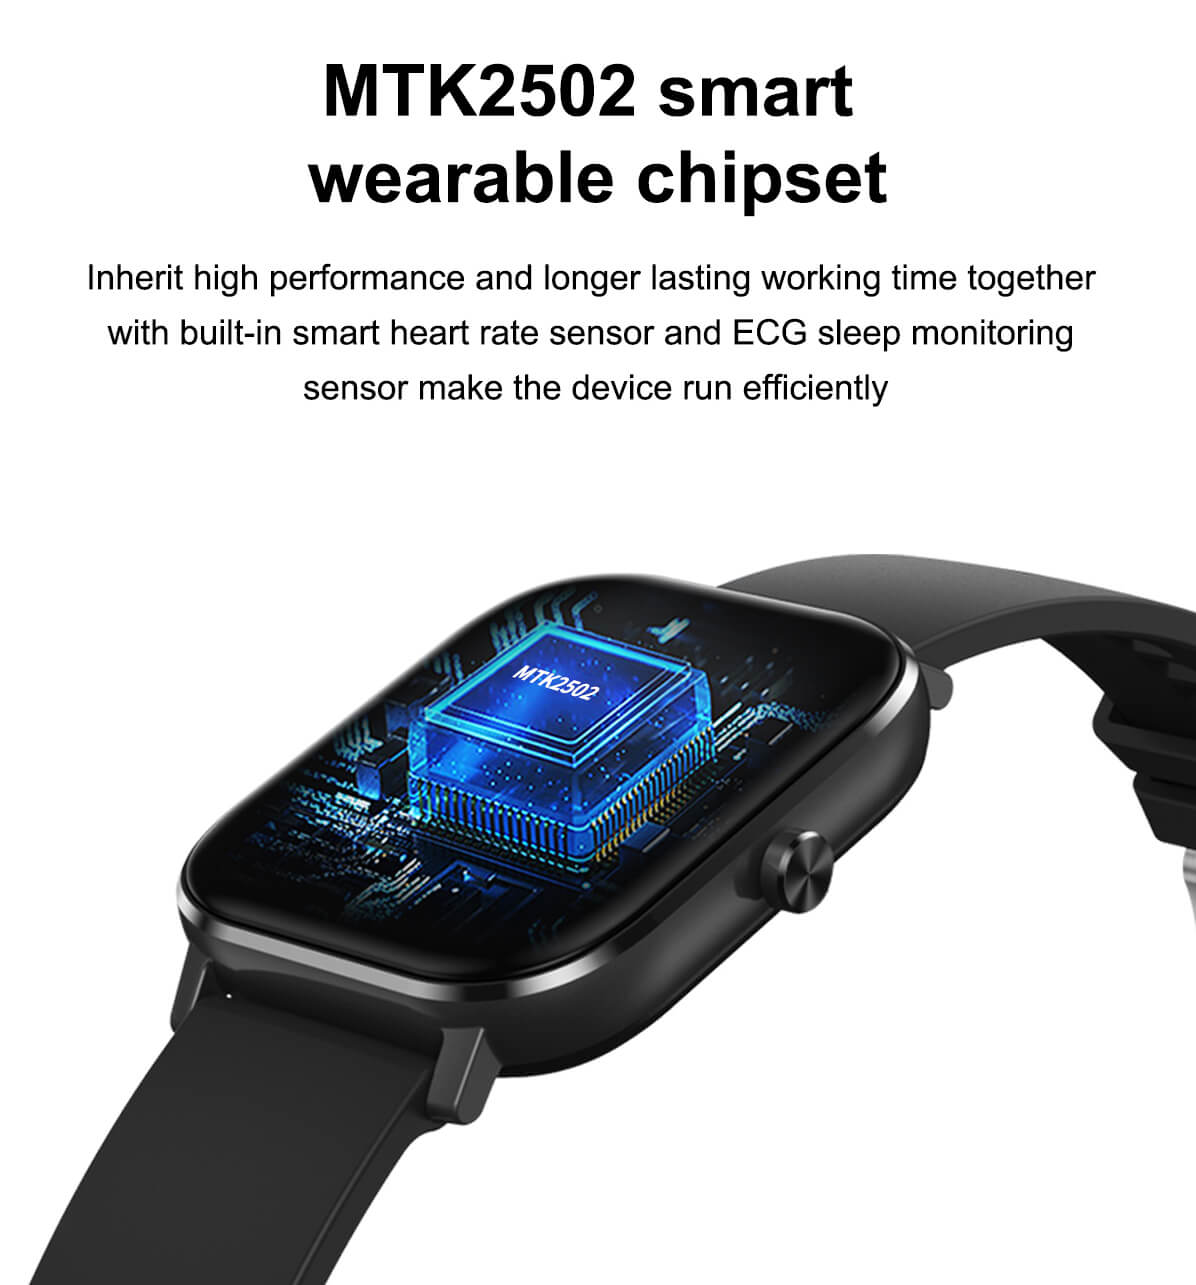 MTK2502 smart
wearable chipset
Inherit high performance and longer lasting working time together
with built-in smart heart rate sensor and ECG sleep monitoring
sensor make the device run efficiently
MTK2502